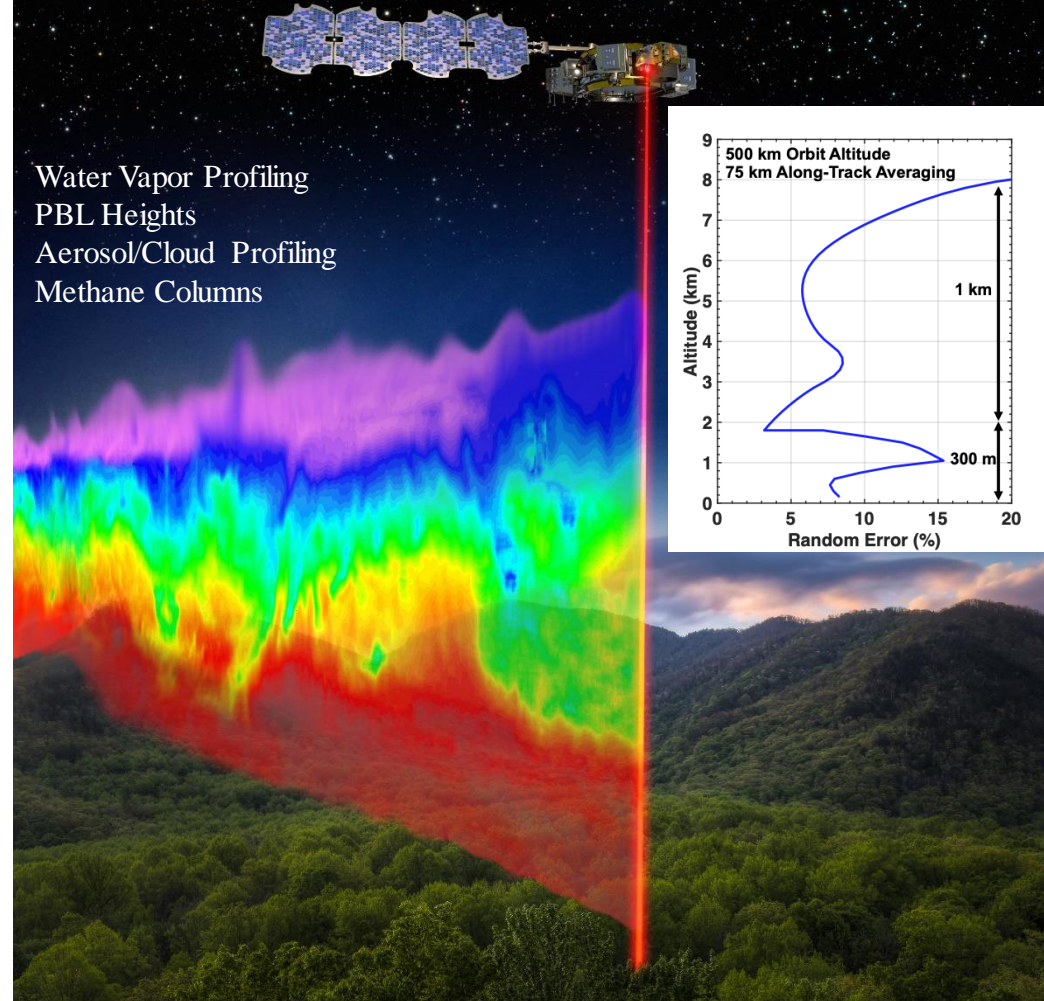 Water Vapor Profiling
PBL Heights
Aerosol/Cloud Profiling
Methane Columns
500 km Orbit Altitude
75 km Along-Track Averaging
9
8
7
6
5
4
3
2
1
0
Altitude (km)
1 km
300 m
0 5 10 15 20
Random Error (%)